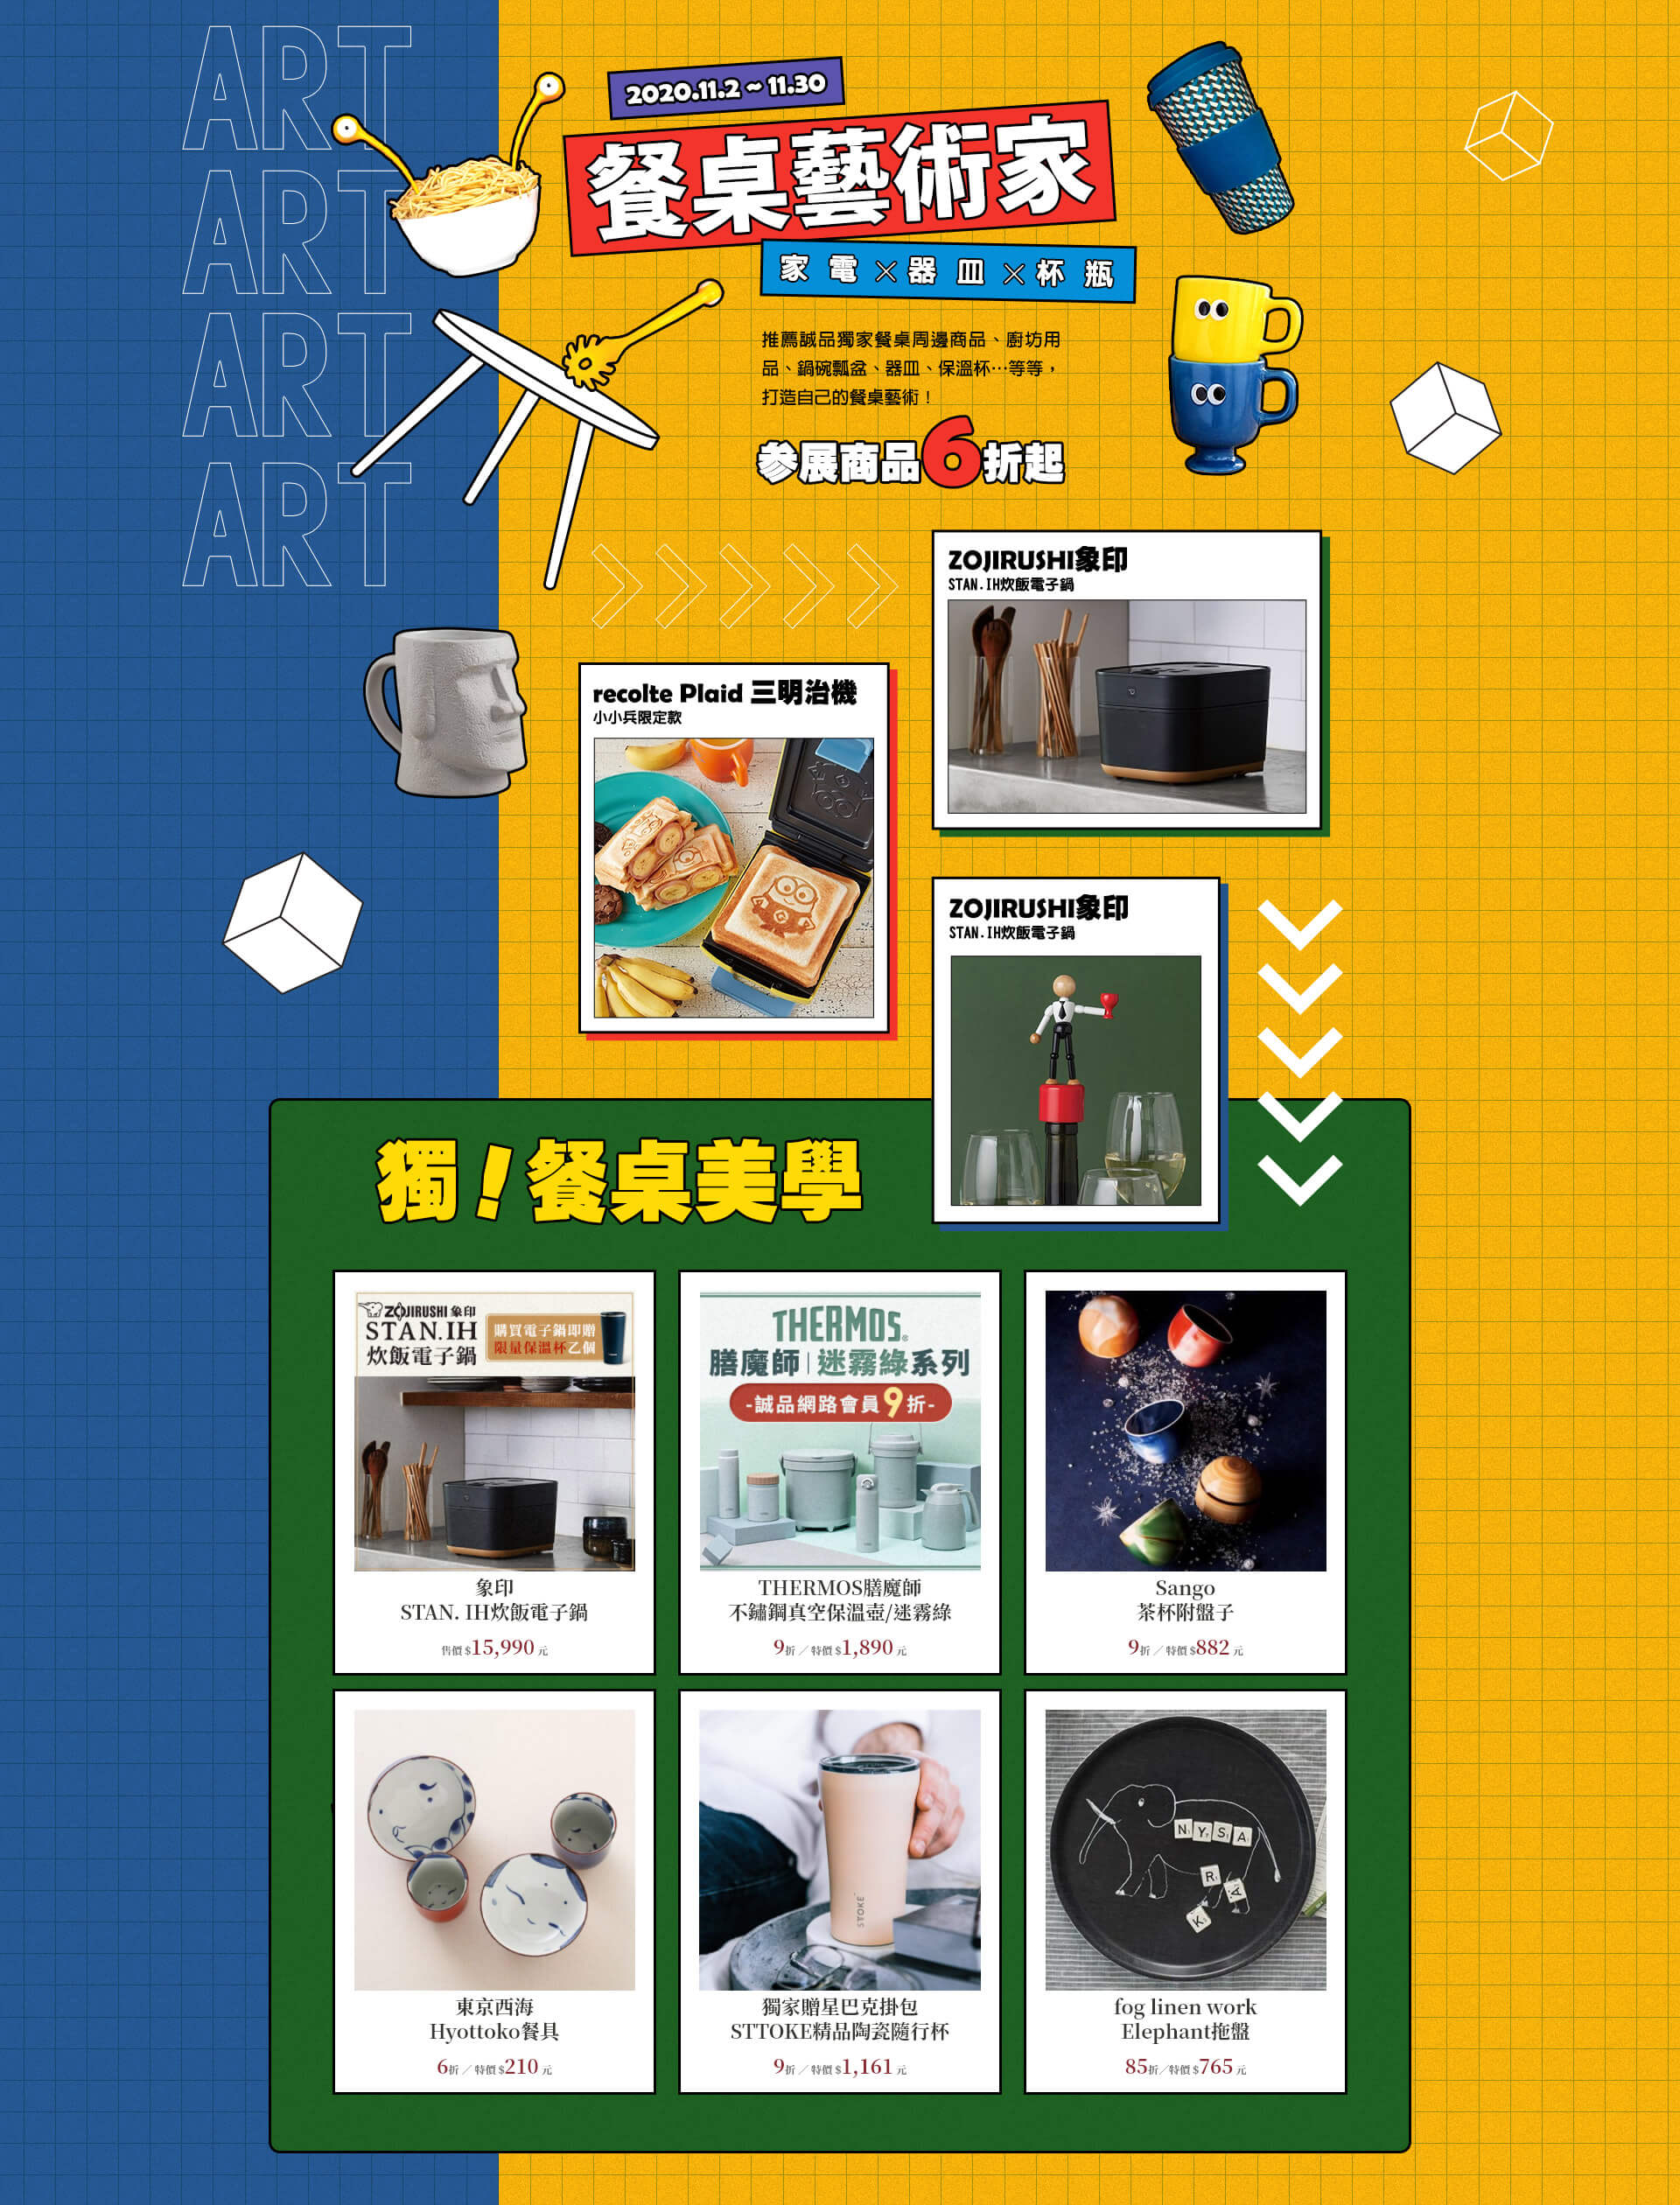 ART
ART
ART
ART
2020.11.2 ~ 11.30
餐桌藝術家
家電×器皿×杯瓶
推薦誠品獨家餐桌周邊商品、廚坊用
品、鍋碗瓢盆、器皿、保溫杯…等等，
打造自己的餐桌藝術！
参展商品6折起
ZOJIRUSHI象印
STAN.IH炊飯電子鍋
recolte Plaid 三明治機
小小兵限定款
ZOJIRUSHI象印
STAN.IH炊飯電子鍋
獨！餐桌美學
ZOJIRUSHI 象印
STAN.IH
炊飯電子鍋
購買電子鍋即贈
限量保溫杯乙個
象印
STAN. IH炊飯電子鍋
售價 $15,990 元
THERMOS®
膳魔師|迷霧綠系列
-誠品網路會員9折-
THERMOS膳魔師
不鏽鋼真空保溫壺/迷霧綠
9折／特價 $1,890 元
Sango
茶杯附盤子
9折／特價 $882 元
東京西海
Hyottoko餐具
6折／特價 $210 元
STTOKE
獨家贈星巴克掛包
STTOKE精品陶瓷隨行杯
9折／特價 $1,161 元
NYSA
R
A
K
fog linen work
Elephant拖盤
85折／特價 $765 元